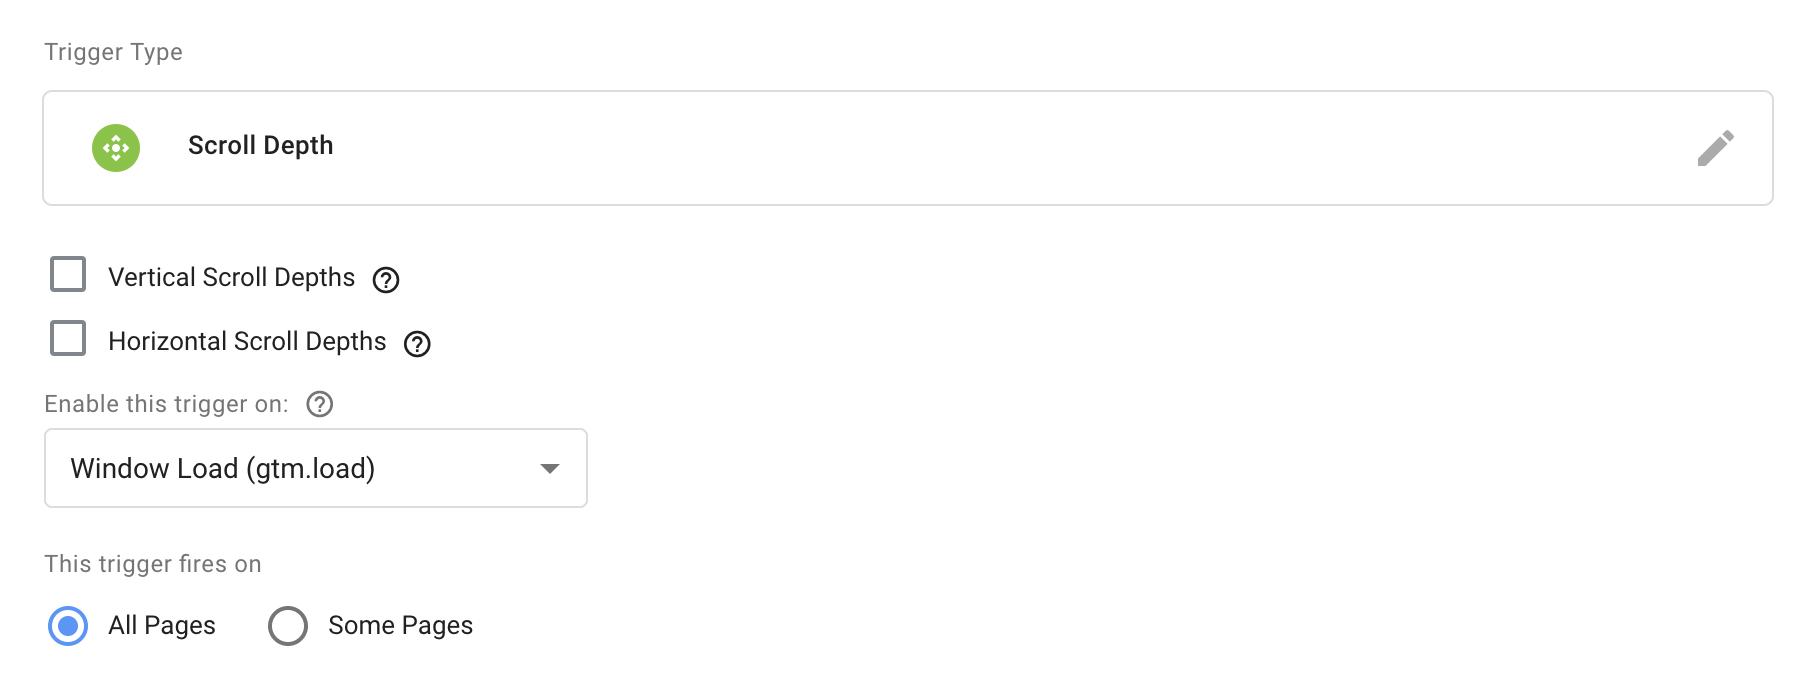 Trigger Type
Scroll Depth
Vertical Scroll Depths ?
Horizontal Scroll Depths ?
Enable this trigger on: ?
Window Load (gtm.load)
This trigger fires on
All Pages Some Pages